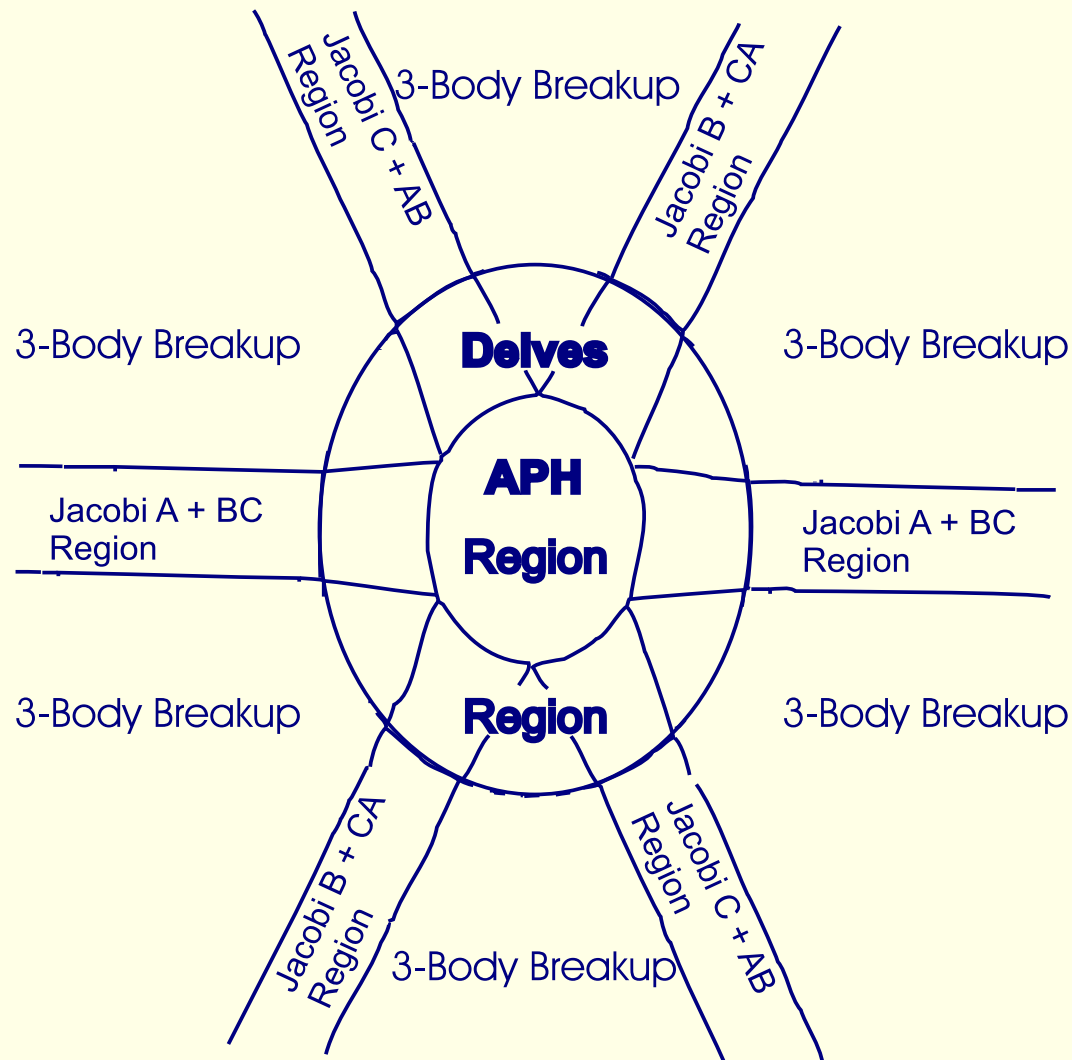 Jacobi C + AB
Region
3-Body Breakup
Jacobi B + CA
Region
3-Body Breakup
Delves
3-Body Breakup
APH
Region
Jacobi A + BC
Region
Jacobi A + BC
Region
3-Body Breakup
Region
3-Body Breakup
Jacobi B + CA
Region
3-Body Breakup
Jacobi C + AB
Region